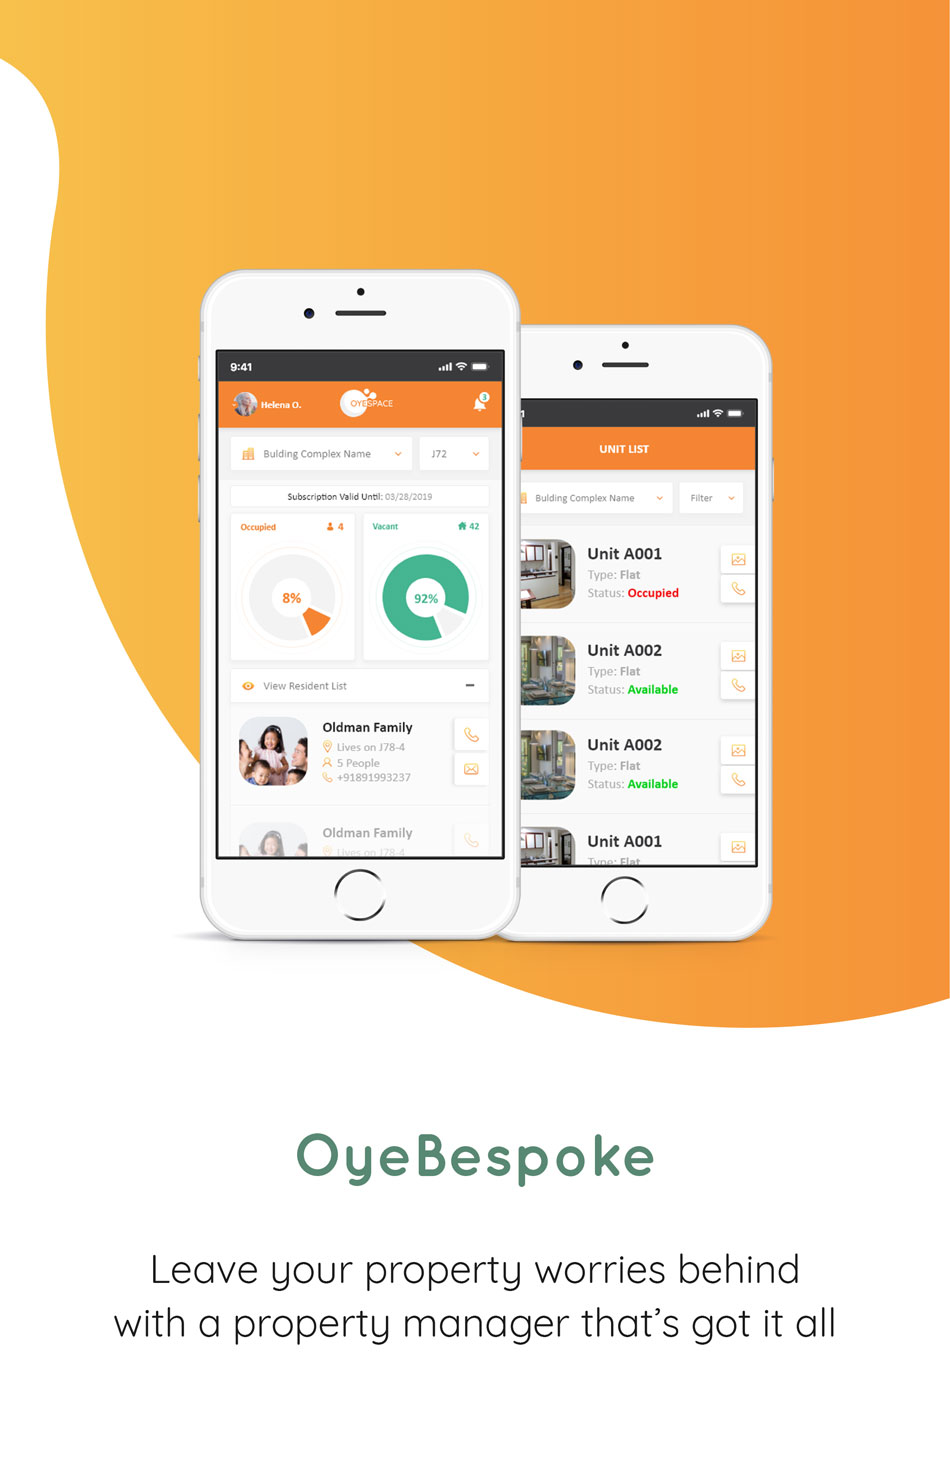 9:41
Helena O.
OYESPACE
3
Bulding Complex Name
J72
Subscription Valid Until: 03/28/2019
Occupied
4
Vacant
42
8%
92%
View Resident List
Oldman Family
Lives on J78-4
5 People
+91891993237
Oldman Family
Lives on J78-4
1
UNIT LIST
Bulding Complex Name
Filter
Unit A001
Type: Flat
Status: Occupied
Unit A002
Type: Flat
Status: Available
Unit A002
Type: Flat
Status: Available
Unit A001
Type: Flat
OyeBespoke
Leave your property worries behind
with a property manager that's got it all